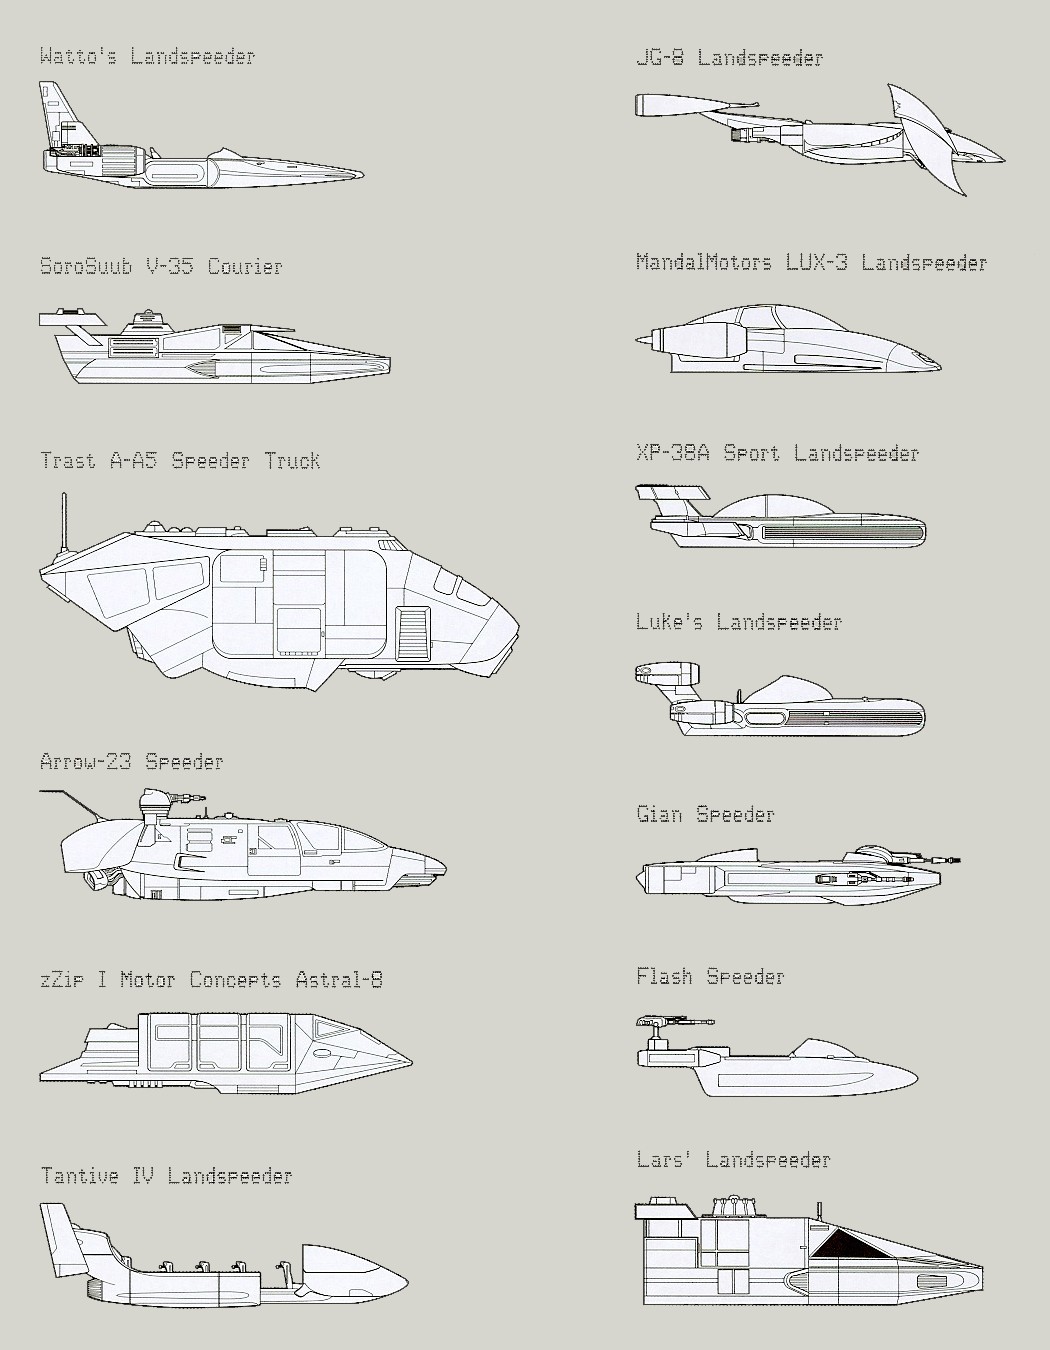 Watto's Landspeeder
SoroSuub V-35 Courier
Trast A-A5 Speeder Truck
Arrow-23 Speeder
zZip I Motor Concepts Astral-8
Tantive IV Landspeeder
JG-8 Landspeeder
MandalMotors LUX-3 Landspeeder
XP-38A Sport Landspeeder
Luke's Landspeeder
Gian Speeder
Flash Speeder
Lars' Landspeeder